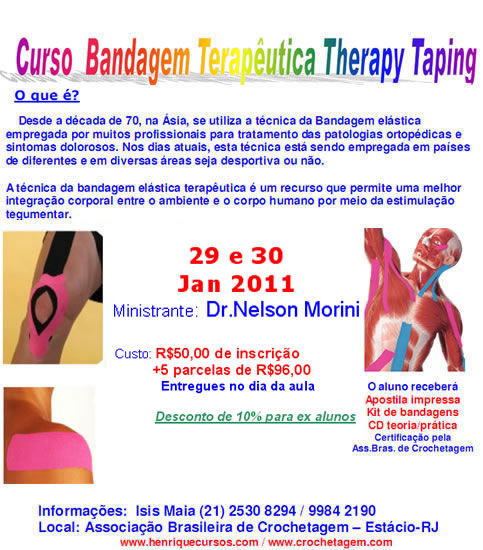 Curso Bandagem Terapêutica Therapy Taping
O que é?
Desde a década de 70, na Ásia, se utiliza a técnica da Bandagem elástica
empregada por muitos profissionais para tratamento das patologias ortopédicas e
sintomas dolorosos. Nos dias atuais, esta técnica está sendo empregada em países
de diferentes e em diversas áreas seja desportiva ou não.
A técnica da bandagem elástica terapêutica é um recurso que permite uma melhor
integração corporal entre o ambiente e o corpo humano por meio da estimulação
tegumentar.
29 e 30
Jan 2011
Ministrante: Dr.Nelson Morini
Custo: R$50,00 de inscrição
+5 parcelas de R$96,00
Entregues no dia da aula
Desconto de 10% para ex alunos
O aluno receberá
Apostila impressa
Kit de bandagens
CD teoria/prática
Certificação pela
Ass.Bras. de Crochetagem
Informações: Isis Maia (21) 2530 8294 / 9984 2190
Local: Associação Brasileira de Crochetagem – Estácio-RJ
www.henriquecursos.com / www.crochetagem.com